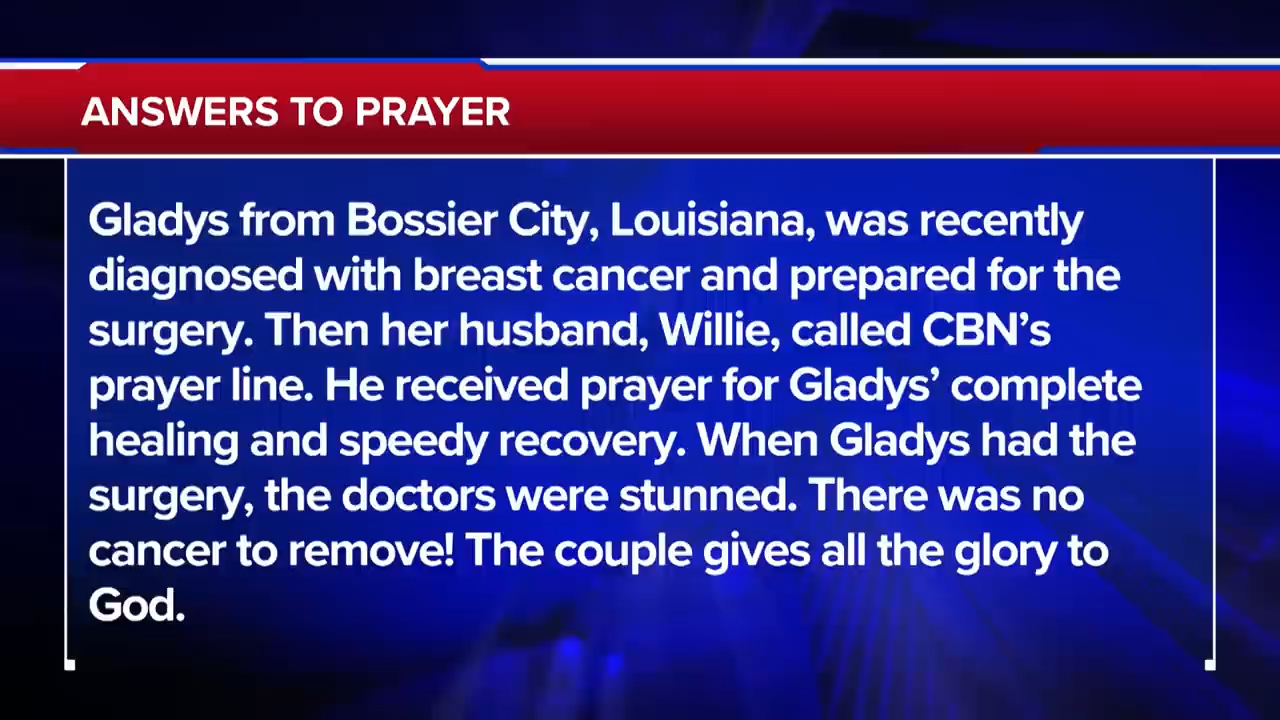 ANSWERS TO PRAYER
Gladys from Bossier City, Louisiana, was recently
diagnosed with breast cancer and prepared for the
surgery. Then her husband, Willie, called CBN’s
prayer line. He received prayer for Gladys’ complete
healing and speedy recovery. When Gladys had the
surgery, the doctors were stunned. There was no
cancer to remove! The couple gives all the glory to
God.